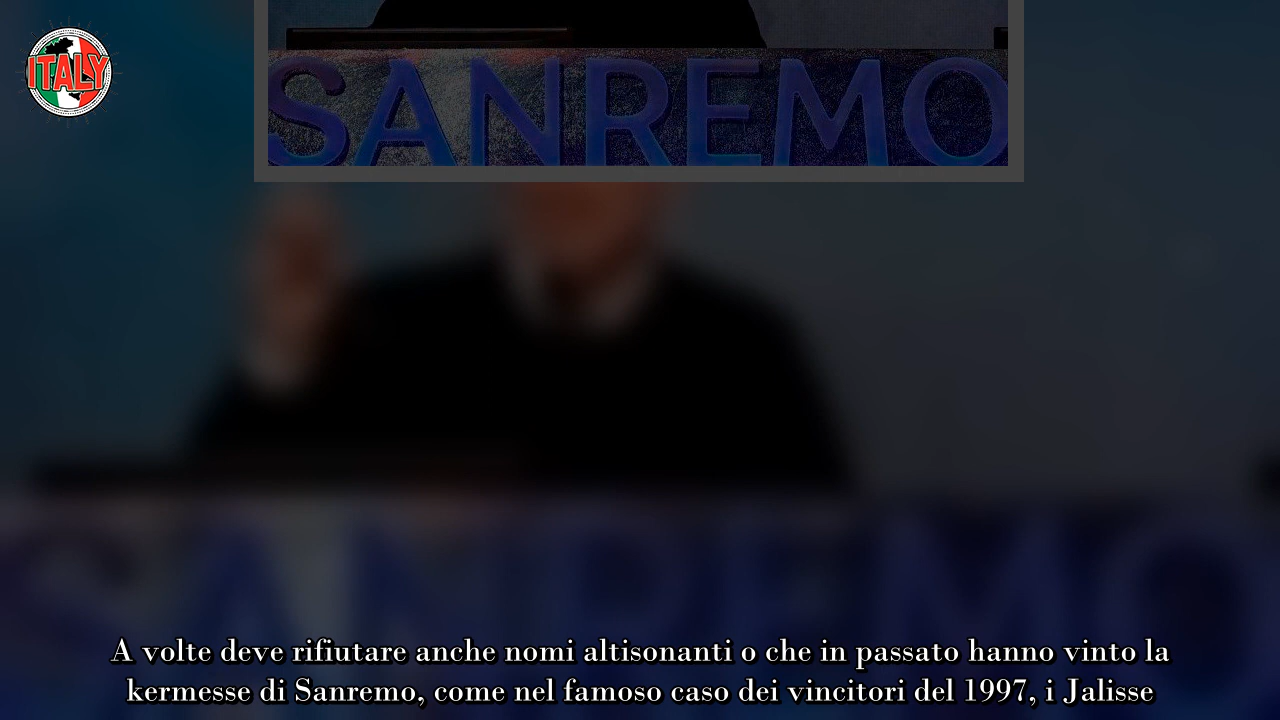 ITALY
SANREMO
SANREMO
A volte deve rifiutare anche nomi altisonanti o che in passato hanno vinto la
kermesse di Sanremo, come nel famoso caso dei vincitori del 1997, i Jalisse